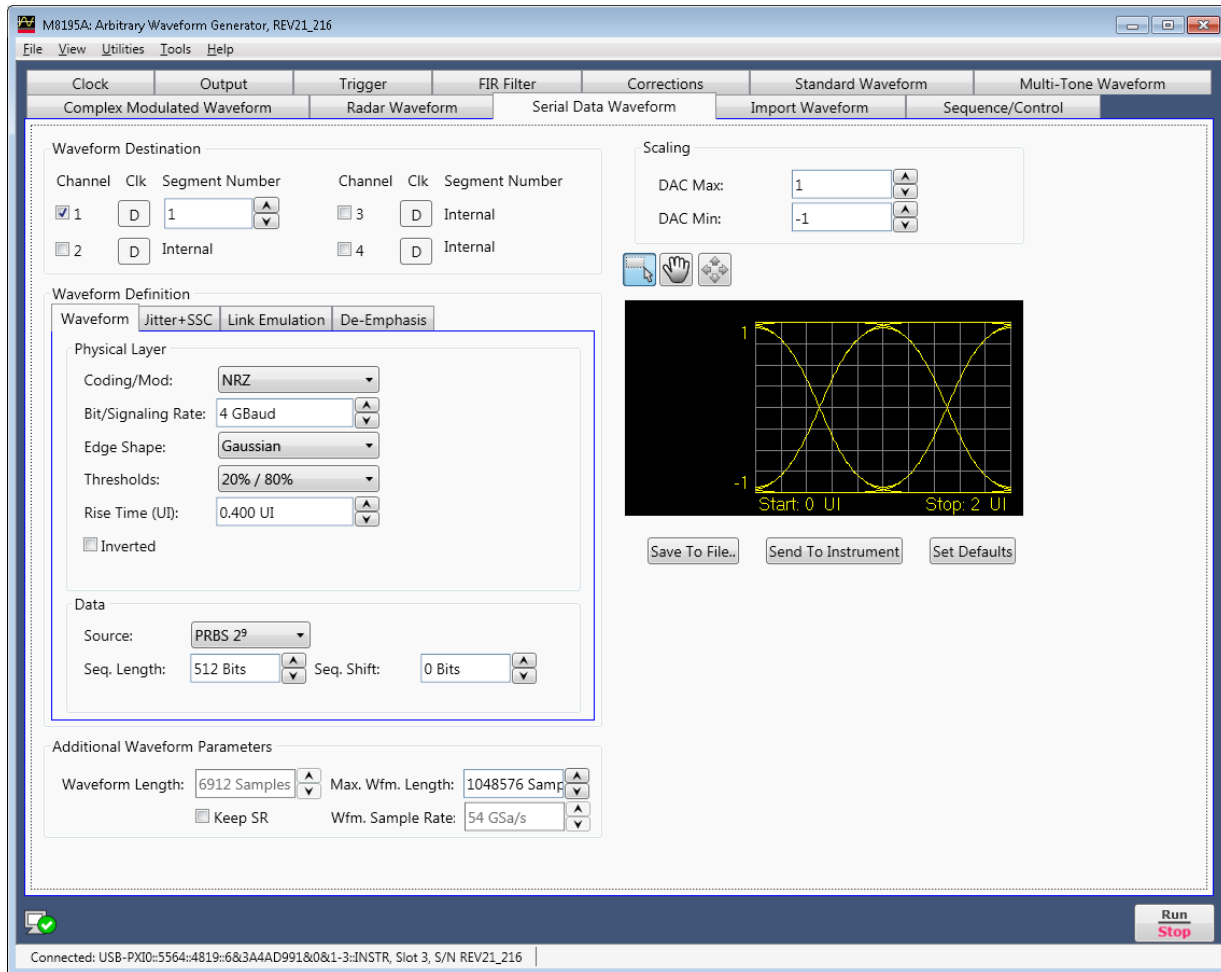 M8195A: Arbitrary Waveform Generator, REV21_216
File View Utilities Tools Help
Clock Output Trigger FIR Filter Corrections Standard Waveform Multi-Tone Waveform
Complex Modulated Waveform Radar Waveform Serial Data Waveform Import Waveform Sequence/Control
Waveform Destination
Channel Clk Segment Number Channel Clk Segment Number
1 D 1 3 D Internal
2 D Internal 4 D Internal
Scaling
DAC Max: 1
DAC Min: -1
Waveform Definition
Waveform Jitter+SSC Link Emulation De-Emphasis
Physical Layer
Coding/Mod: NRZ
Bit/Signaling Rate: 4 GBaud
Edge Shape: Gaussian
Thresholds: 20% / 80%
Rise Time (UI): 0.400 UI
Inverted
1
-1
Start: 0 UI Stop: 2 UI
Save To File.. Send To Instrument Set Defaults
Data
Source: PRBS 2⁹
Seq. Length: 512 Bits Seq. Shift: 0 Bits
Additional Waveform Parameters
Waveform Length: 6912 Samples Max. Wfm. Length: 1048576 Samp
Keep SR Wfm. Sample Rate: 54 GSa/s
Run
Stop
Connected: USB-PXI0::5564::4819::6&3A4AD991&0&1-3::INSTR, Slot 3, S/N REV21_216